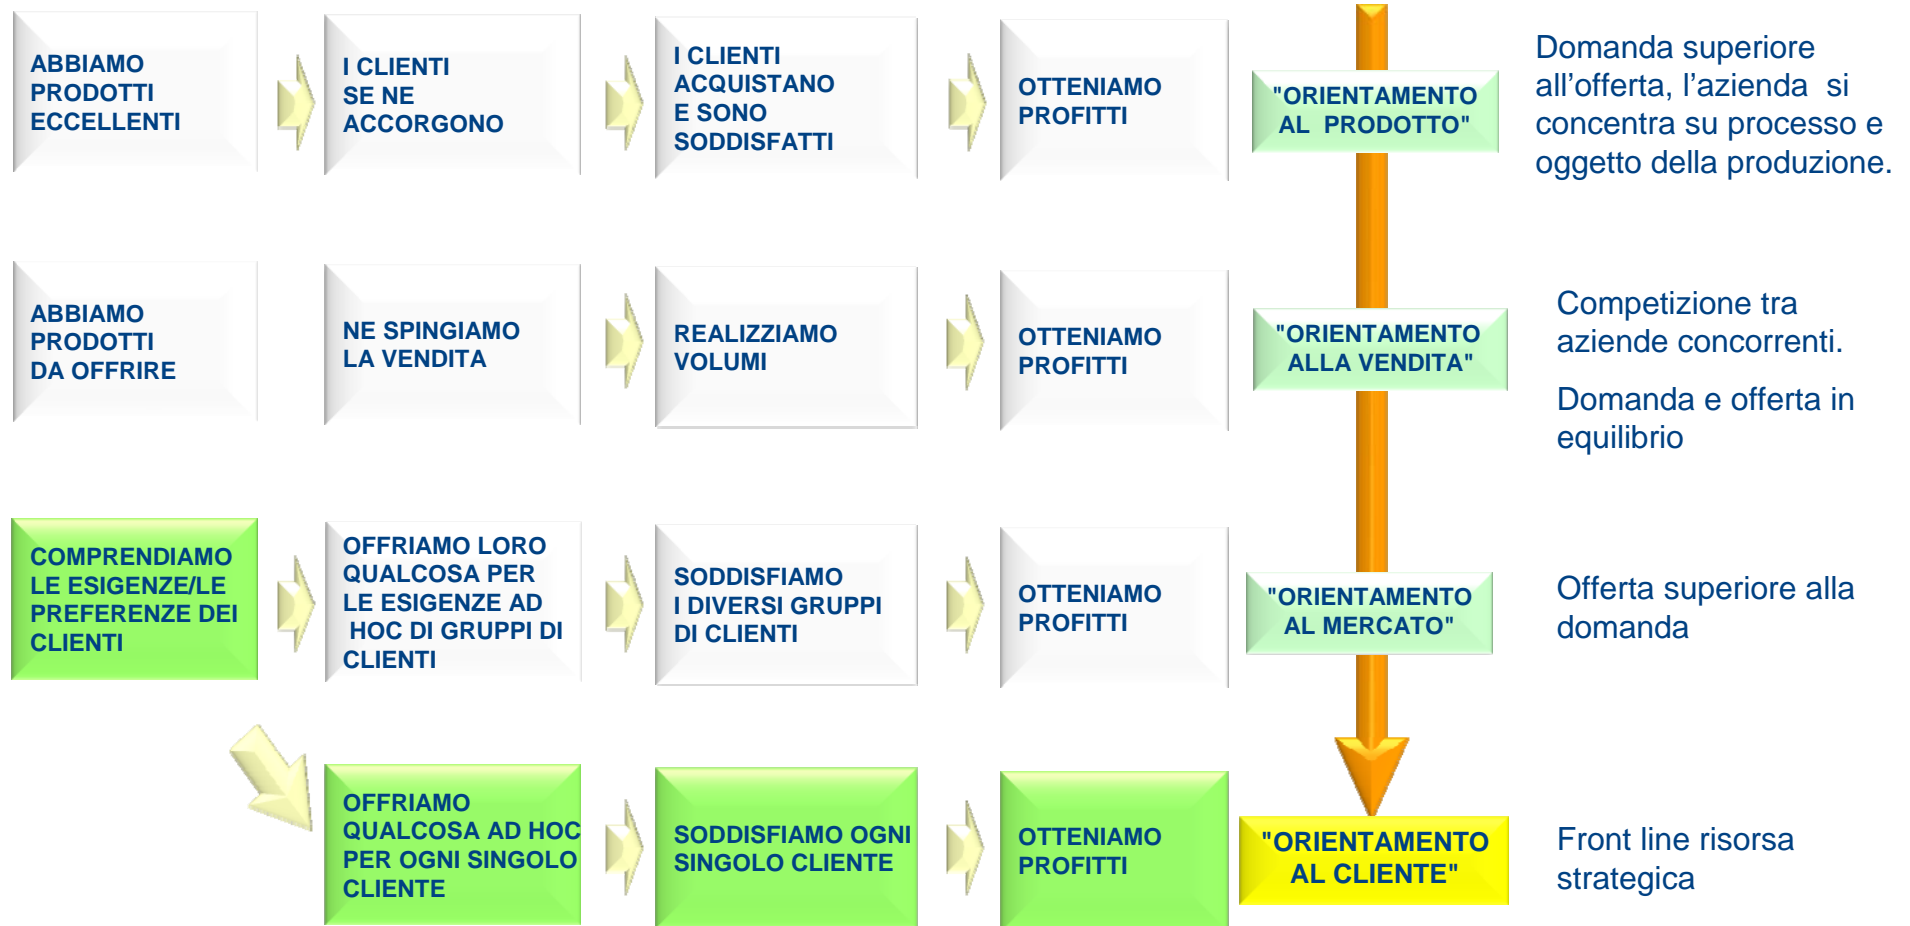 ABBIAMO
PRODOTTI
ECCELLENTI
I CLIENTI
SE NE
ACCORGONO
I CLIENTI
ACQUISTANO
E SONO
SODDISFATTI
OTTENIAMO
PROFITTI
"ORIENTAMENTO
AL PRODOTTO"
Domanda superiore
all’offerta, l’azienda si
concentra su processo e
oggetto della produzione.
ABBIAMO
PRODOTTI
DA OFFRIRE
NE SPINGIAMO
LA VENDITA
REALIZZIAMO
VOLUMI
OTTENIAMO
PROFITTI
"ORIENTAMENTO
ALLA VENDITA"
Competizione tra
aziende concorrenti.
Domanda e offerta in
equilibrio
COMPRENDIAMO
LE ESIGENZE/LE
PREFERENZE DEI
CLIENTI
OFFRIAMO LORO
QUALCOSA PER
LE ESIGENZE AD
HOC DI GRUPPI DI
CLIENTI
SODDISFIAMO
I DIVERSI GRUPPI
DI CLIENTI
OTTENIAMO
PROFITTI
"ORIENTAMENTO
AL MERCATO"
Offerta superiore alla
domanda
OFFRIAMO
QUALCOSA AD HOC
PER OGNI SINGOLO
CLIENTE
SODDISFIAMO OGNI
SINGOLO CLIENTE
OTTENIAMO
PROFITTI
"ORIENTAMENTO
AL CLIENTE"
Front line risorsa
strategica